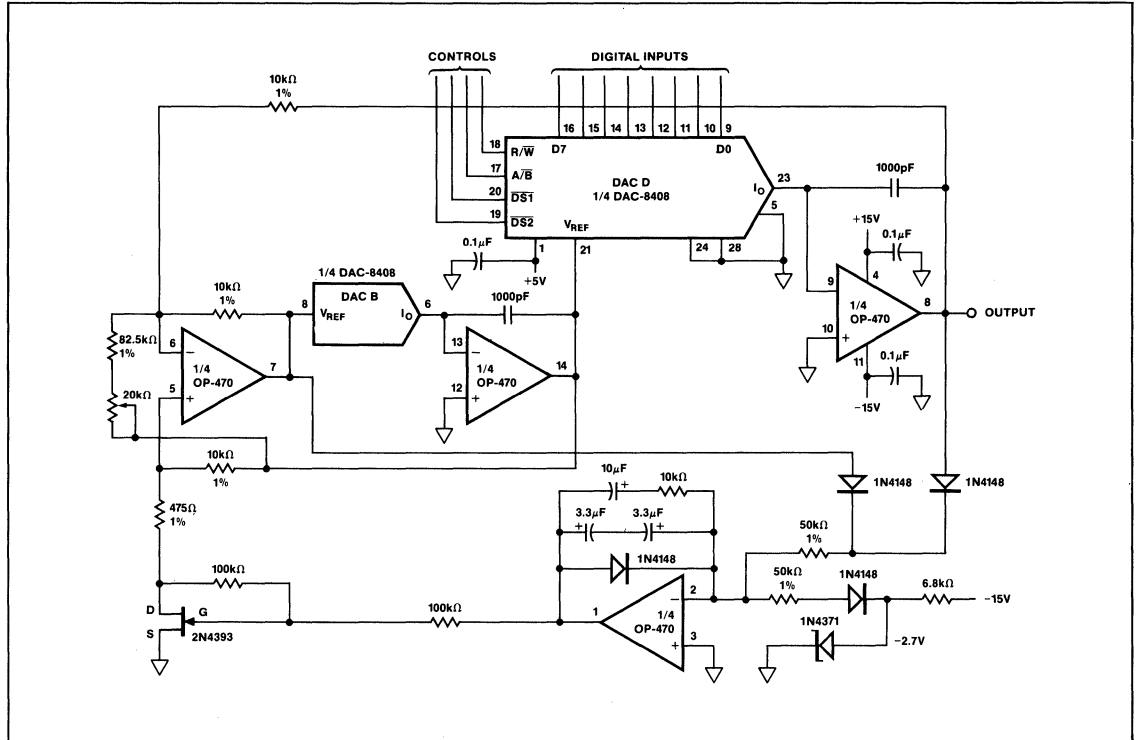 CONTROLS
DIGITAL INPUTS
10kΩ
1%
16 15 14 13 12 11 10 9
D7 D0
18 R/W̅
17 A/B̅
20 D̅S̅1̅
19 D̅S̅2̅
DAC D
1/4 DAC-8408
IO
23
5
VREF
1
21
24
28
0.1μF
+5V
1000pF
+15V
0.1μF
4
9
−
10
+
1/4
OP-470
8
OUTPUT
11
0.1μF
−15V
1/4 DAC-8408
DAC B
8
VREF
IO
6
1000pF
10kΩ
1%
82.5kΩ
1%
20kΩ
6
−
5
+
1/4
OP-470
7
13
−
12
+
1/4
OP-470
14
10kΩ
1%
475Ω
1%
1N4148
1N4148
10μF
+
10kΩ
3.3μF
3.3μF
+
+
1N4148
50kΩ
1%
50kΩ
1%
1N4148
6.8kΩ
−15V
1N4371
−2.7V
100kΩ
100kΩ
1
1/4
OP-470
−
2
+
3
D
G
S
2N4393